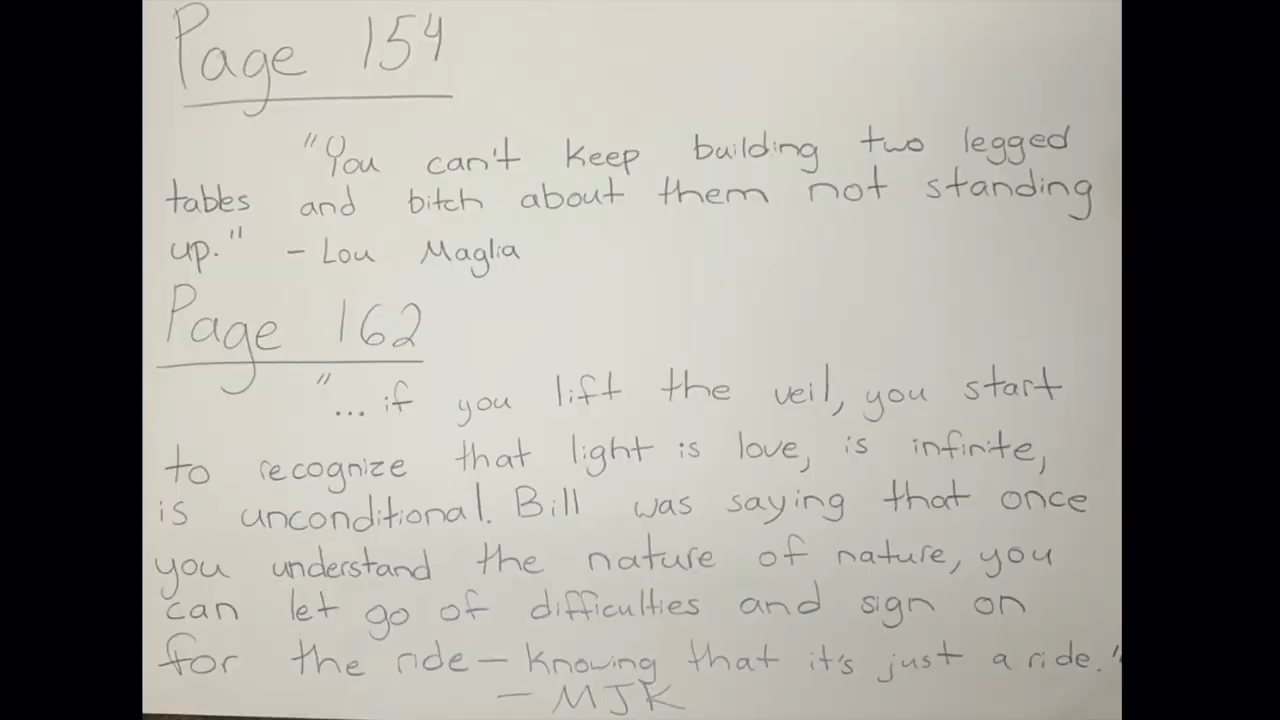 Page 154
"You can't keep building two legged
tables and bitch about them not standing
up." - Lou Maglia
Page 162
"... if you lift the veil, you start
to recognize that light is love, is infinite,
is unconditional. Bill was saying that once
you understand the nature of nature, you
can let go of difficulties and sign on
for the ride - knowing that it's just a ride."
- MJK